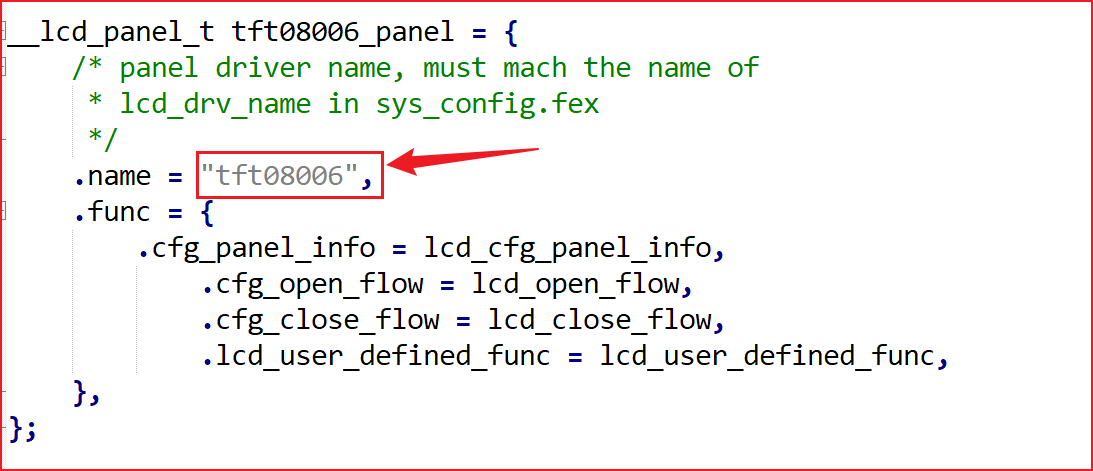 __lcd_panel_t tft08006_panel = {
/* panel driver name, must mach the name of
* lcd_drv_name in sys_config.fex
*/
.name = "tft08006",
.func = {
.cfg_panel_info = lcd_cfg_panel_info,
.cfg_open_flow = lcd_open_flow,
.cfg_close_flow = lcd_close_flow,
.lcd_user_defined_func = lcd_user_defined_func,
},
};